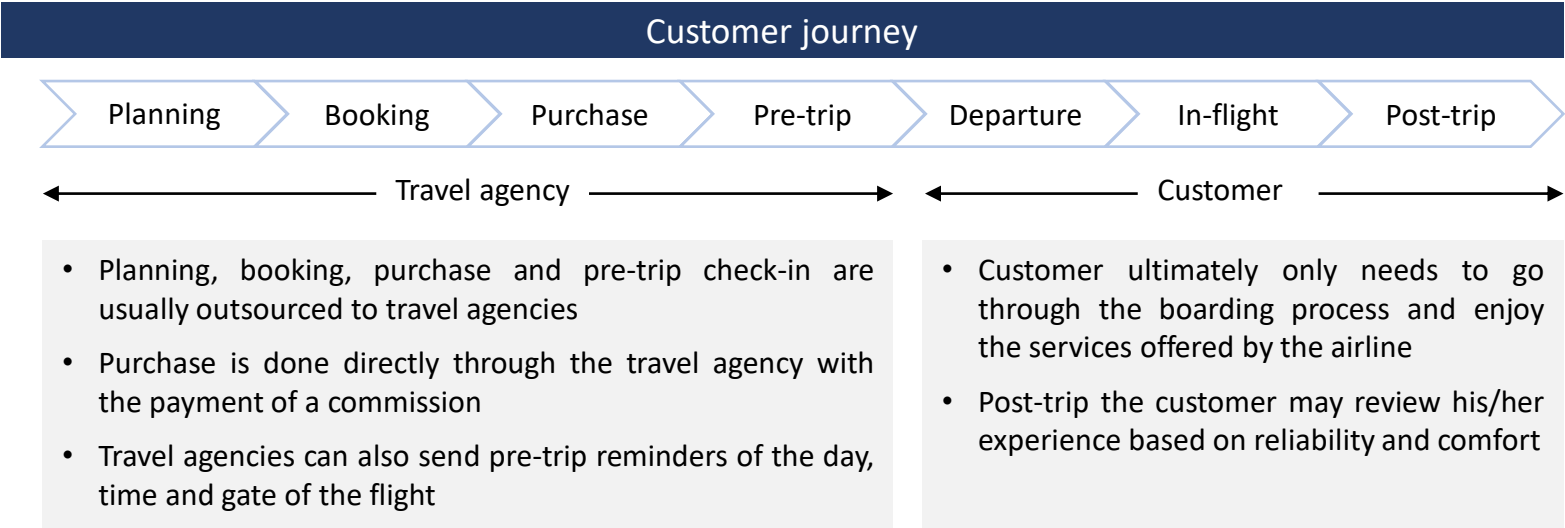 Customer journey
Planning
Booking
Purchase
Pre-trip
Departure
In-flight
Post-trip
Travel agency
Customer
• Planning, booking, purchase and pre-trip check-in are
usually outsourced to travel agencies
• Purchase is done directly through the travel agency with
the payment of a commission
• Travel agencies can also send pre-trip reminders of the day,
time and gate of the flight
• Customer ultimately only needs to go
through the boarding process and enjoy
the services offered by the airline
• Post-trip the customer may review his/her
experience based on reliability and comfort